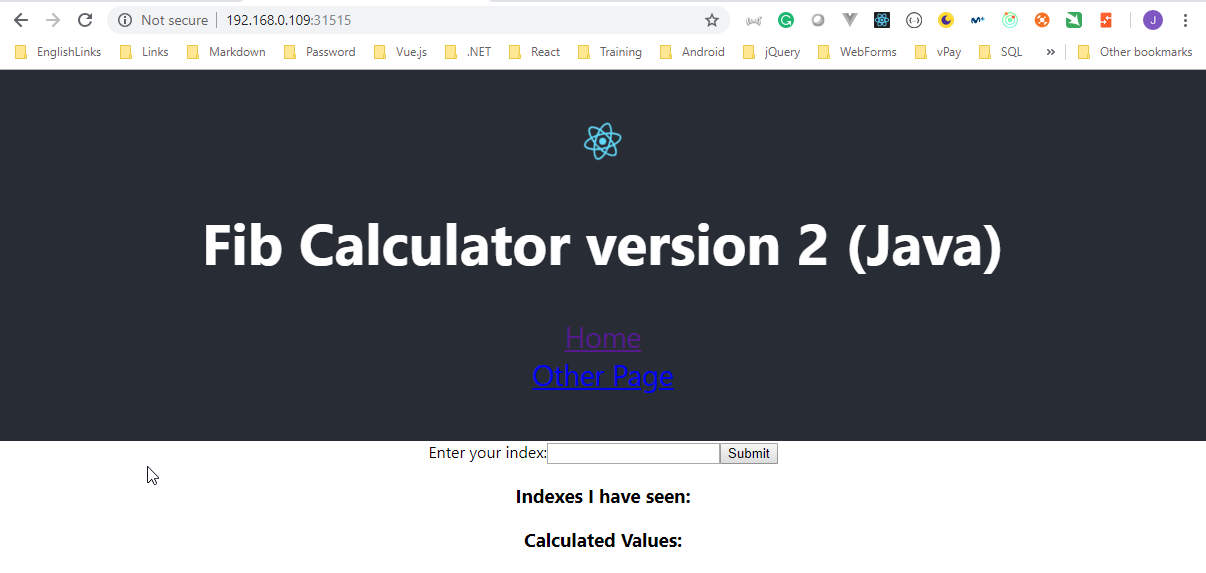 Not secure 192.168.0.109:31515 J
EnglishLinks Links Markdown Password Vue.js .NET React Training Android jQuery WebForms vPay SQL » Other bookmarks
Fib Calculator version 2 (Java)
Home
Other Page
Enter your index: Submit
Indexes I have seen:
Calculated Values: